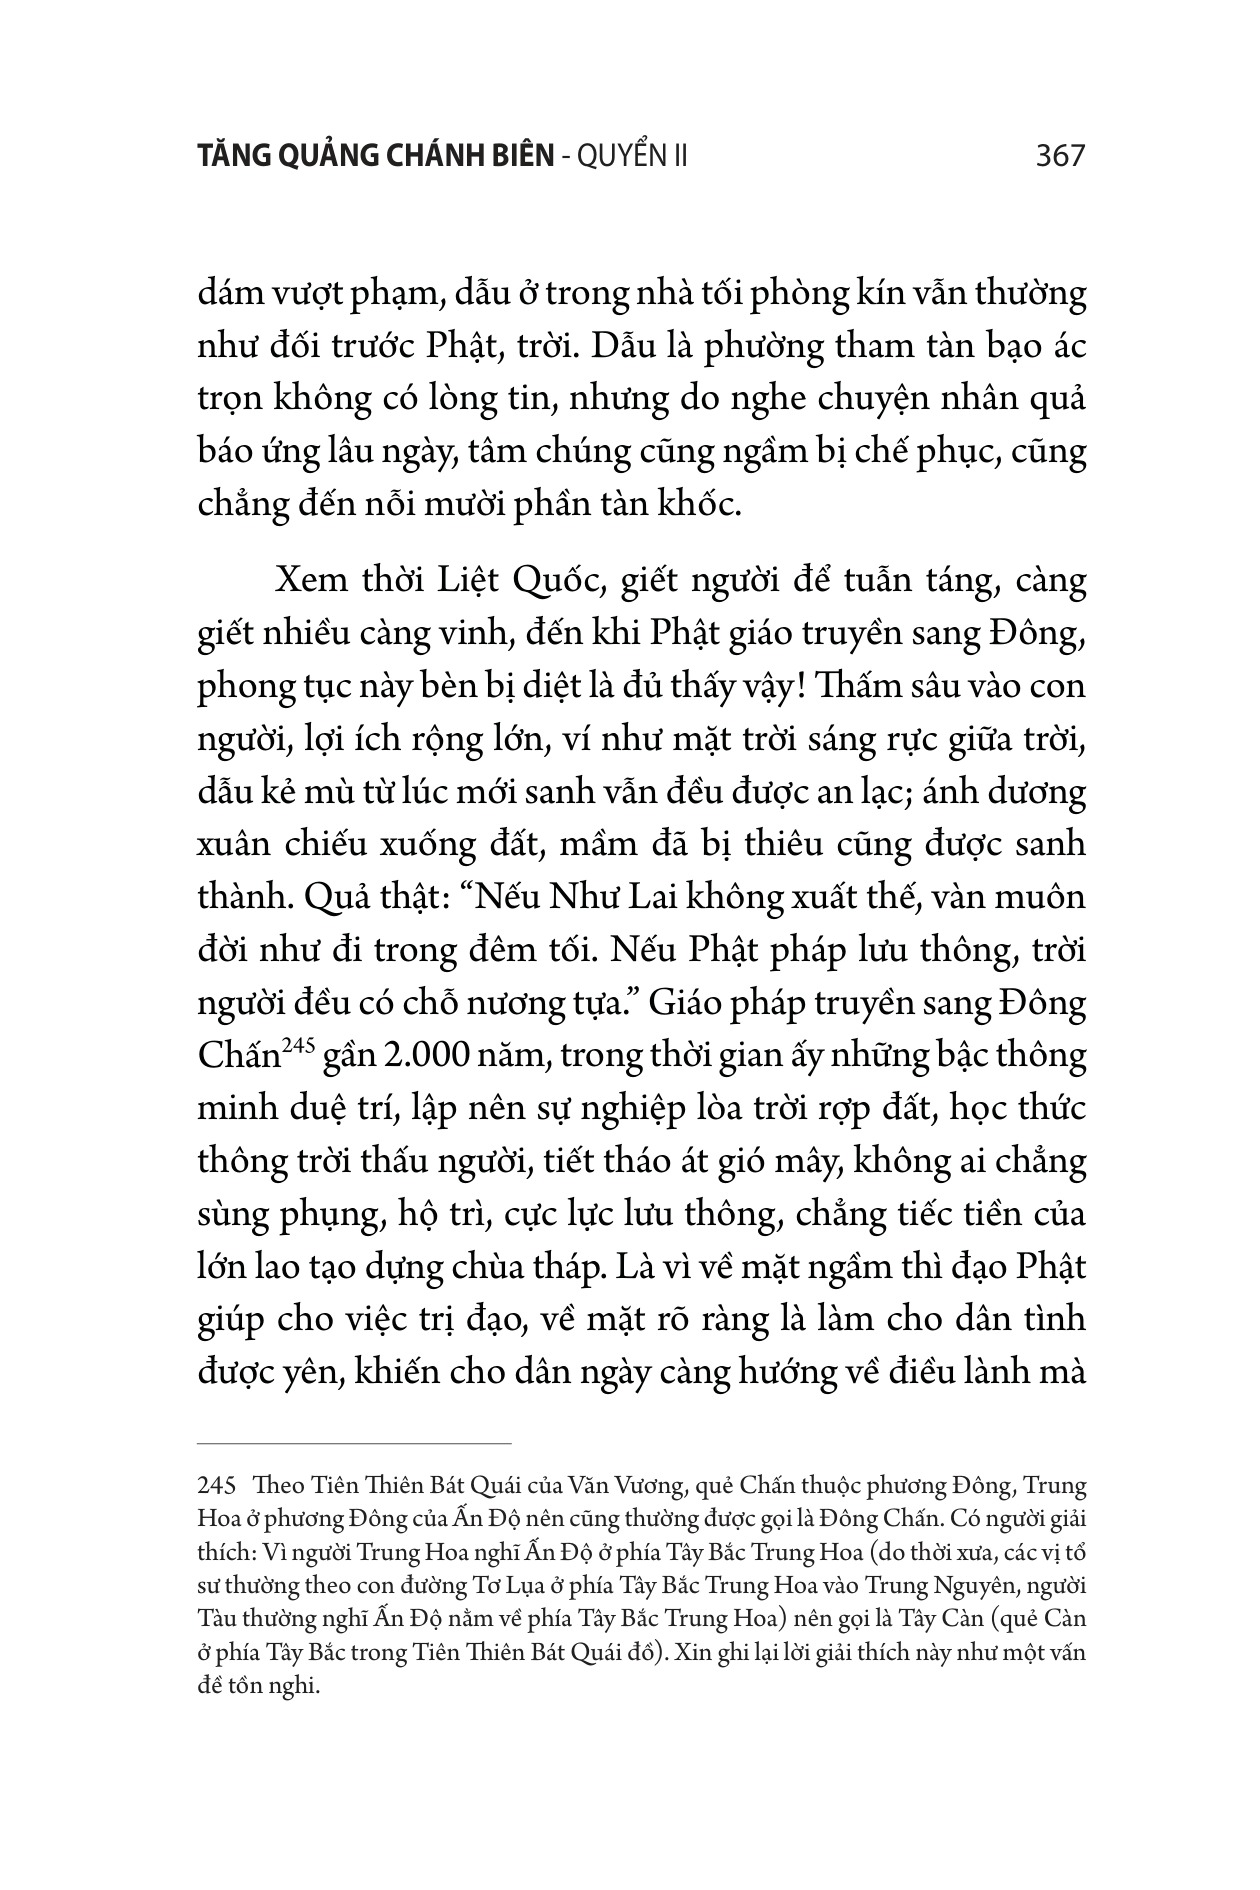 TĂNG QUẢNG CHÁNH BIÊN - QUYỂN II 367
dám vượt phạm, dẫu ở trong nhà tối phòng kín vẫn thường
như đối trước Phật, trời. Dẫu là phường tham tàn bạo ác
trọn không có lòng tin, nhưng do nghe chuyện nhân quả
báo ứng lâu ngày, tâm chúng cũng ngầm bị chế phục, cũng
chẳng đến nỗi mười phần tàn khốc.
Xem thời Liệt Quốc, giết người để tuẫn táng, càng
giết nhiều càng vinh, đến khi Phật giáo truyền sang Đông,
phong tục này bèn bị diệt là đủ thấy vậy! Thấm sâu vào con
người, lợi ích rộng lớn, ví như mặt trời sáng rực giữa trời,
dẫu kẻ mù từ lúc mới sanh vẫn đều được an lạc; ánh dương
xuân chiếu xuống đất, mầm đã bị thiêu cũng được sanh
thành. Quả thật: “Nếu Như Lai không xuất thế, vàn muôn
đời như đi trong đêm tối. Nếu Phật pháp lưu thông, trời
người đều có chỗ nương tựa.” Giáo pháp truyền sang Đông
Chấn245 gần 2.000 năm, trong thời gian ấy những bậc thông
minh duệ trí, lập nên sự nghiệp lòa trời rợp đất, học thức
thông trời thấu người, tiết tháo át gió mây, không ai chẳng
sùng phụng, hộ trì, cực lực lưu thông, chẳng tiếc tiền của
lớn lao tạo dựng chùa tháp. Là vì về mặt ngầm thì đạo Phật
giúp cho việc trị đạo, về mặt rõ ràng là làm cho dân tình
được yên, khiến cho dân ngày càng hướng về điều lành mà
245 Theo Tiên Thiên Bát Quái của Văn Vương, quẻ Chấn thuộc phương Đông, Trung
Hoa ở phương Đông của Ấn Độ nên cũng thường được gọi là Đông Chấn. Có người giải
thích: Vì người Trung Hoa nghĩ Ấn Độ ở phía Tây Bắc Trung Hoa (do thời xưa, các vị tổ
sư thường theo con đường Tơ Lụa ở phía Tây Bắc Trung Hoa vào Trung Nguyên, người
Tàu thường nghĩ Ấn Độ nằm về phía Tây Bắc Trung Hoa) nên gọi là Tây Càn (quẻ Càn
ở phía Tây Bắc trong Tiên Thiên Bát Quái đồ). Xin ghi lại lời giải thích này như một vấn
đề tồn nghi.